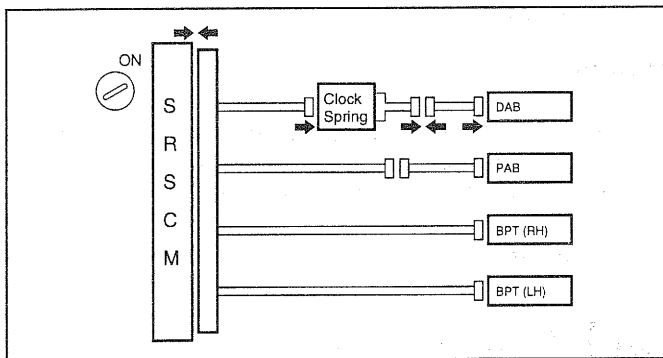 ON
S
R
S
C
M
Clock
Spring
DAB
PAB
BPT (RH)
BPT (LH)